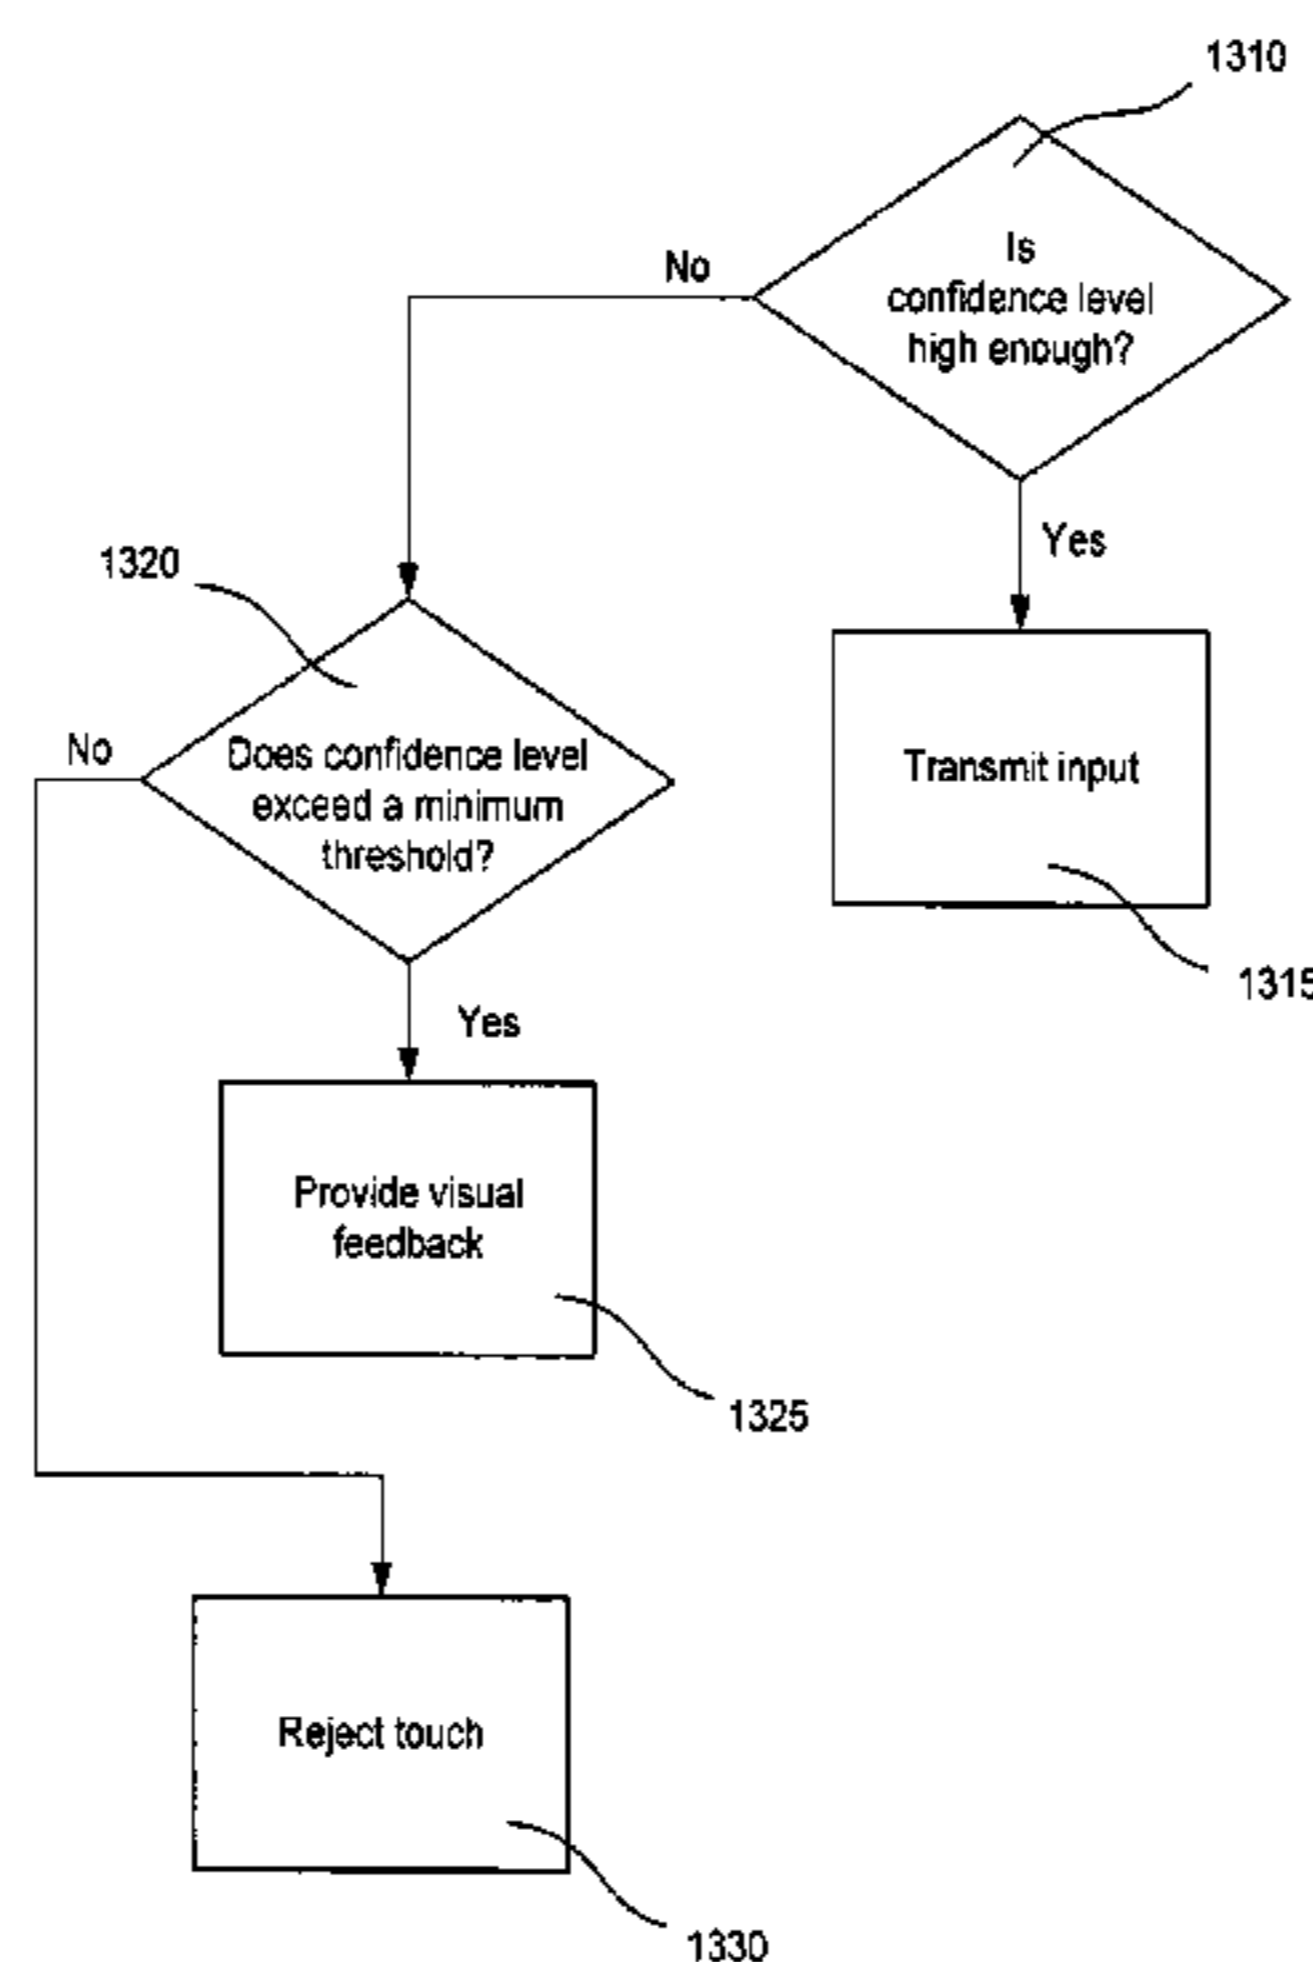 1310
Is
confidence level
high enough?
No
Yes
1320
Transmit input
No
Does confidence level
exceed a minimum
threshold?
1315
Yes
Provide visual
feedback
1325
Reject touch
1330